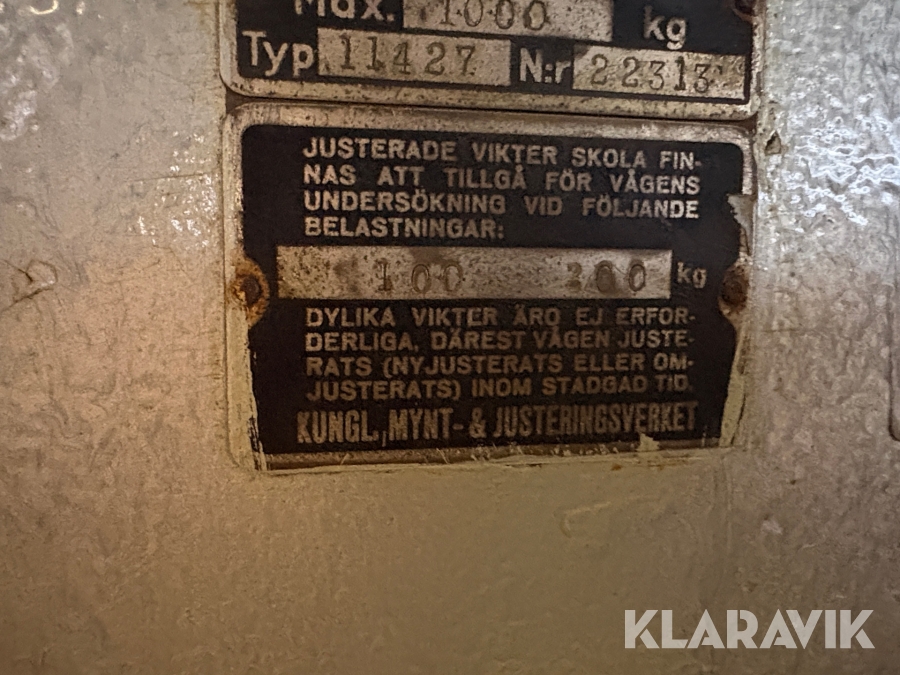 Max. 1000 kg
Typ 11427 N:r 22313
JUSTERADE VIKTER SKOLA FIN-
NAS ATT TILLGÅ FÖR VÅGENS
UNDERSÖKNING VID FÖLJANDE
BELASTNINGAR:
100 200 kg
DYLIKA VIKTER ÄRO EJ ERFOR-
DERLIGA, DÄREST VÅGEN JUSTE-
RATS (NYJUSTERATS ELLER OM-
JUSTERATS) INOM STADGAD TID.
KUNGL. MYNT- & JUSTERINGSVERKET
KLARAVIK